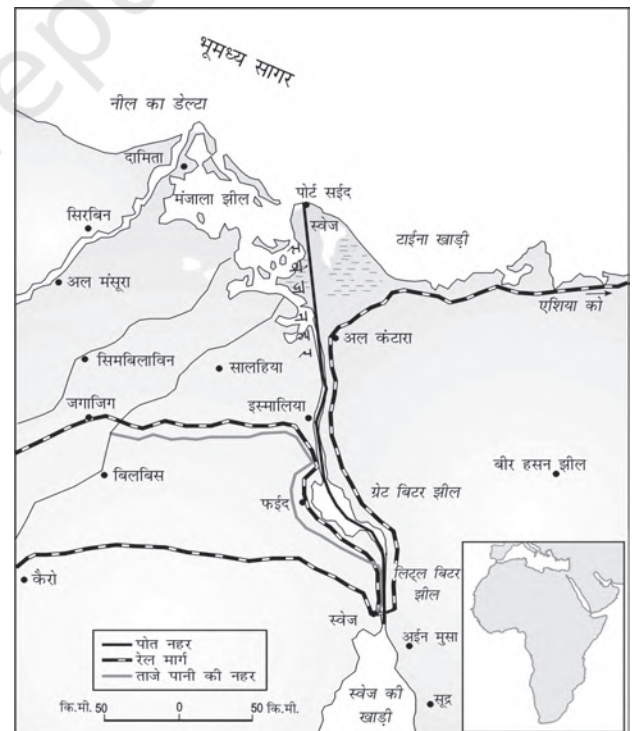 भूमध्य सागर
नील का डेल्टा
दामिता
मंजाला झील
पोर्ट सईद
स्वेज
सिरबिन
टाईना खाड़ी
अल मंसूरा
एशिया को
अल कंटारा
सिमबिलाविन
सालहिया
जगाजिग
इस्मालिया
बिलबिस
बीर हसन झील
ग्रेट बिटर झील
फईद
लिट्ल बिटर
झील
कैरो
स्वेज
अईन मुसा
पोत नहर
रेल मार्ग
ताजे पानी की नहर
स्वेज की
खाड़ी
सूद्र
कि.मी. 50 0 50 कि.मी.